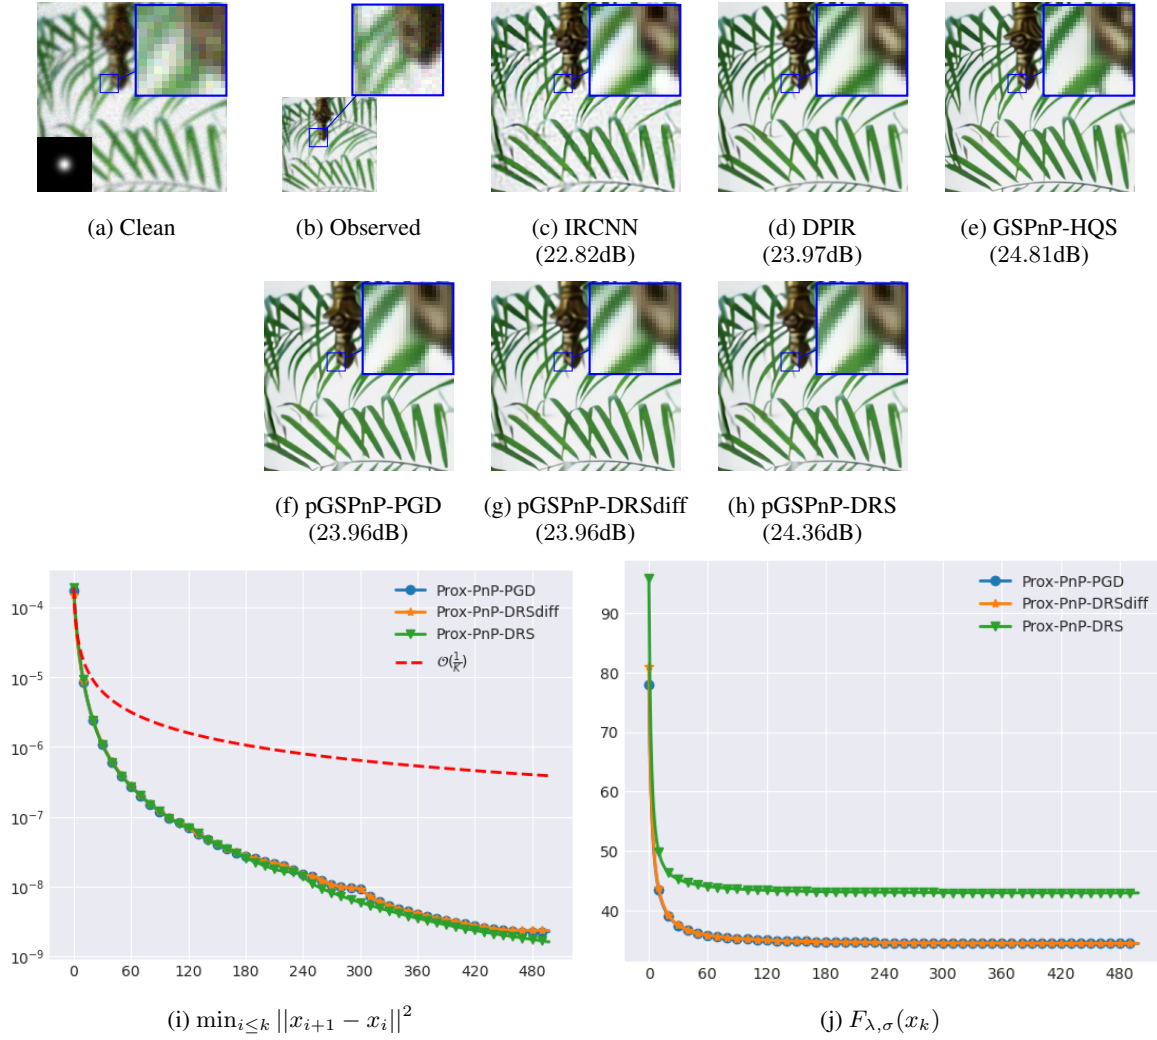 (a) Clean
(b) Observed
(c) IRCNN
(22.82dB)
(d) DPIR
(23.97dB)
(e) GSPnP-HQS
(24.81dB)
(f) pGSPnP-PGD
(23.96dB)
(g) pGSPnP-DRSdiff
(23.96dB)
(h) pGSPnP-DRS
(24.36dB)
Prox-PnP-PGD
Prox-PnP-DRSdiff
Prox-PnP-DRS
𝒪(1/K)
10⁻⁴
10⁻⁵
10⁻⁶
10⁻⁷
10⁻⁸
10⁻⁹
0 60 120 180 240 300 360 420 480
(i) min_{i≤k} ||x_{i+1} − x_i||²
Prox-PnP-PGD
Prox-PnP-DRSdiff
Prox-PnP-DRS
90
80
70
60
50
40
0 60 120 180 240 300 360 420 480
(j) F_{λ,σ}(x_k)